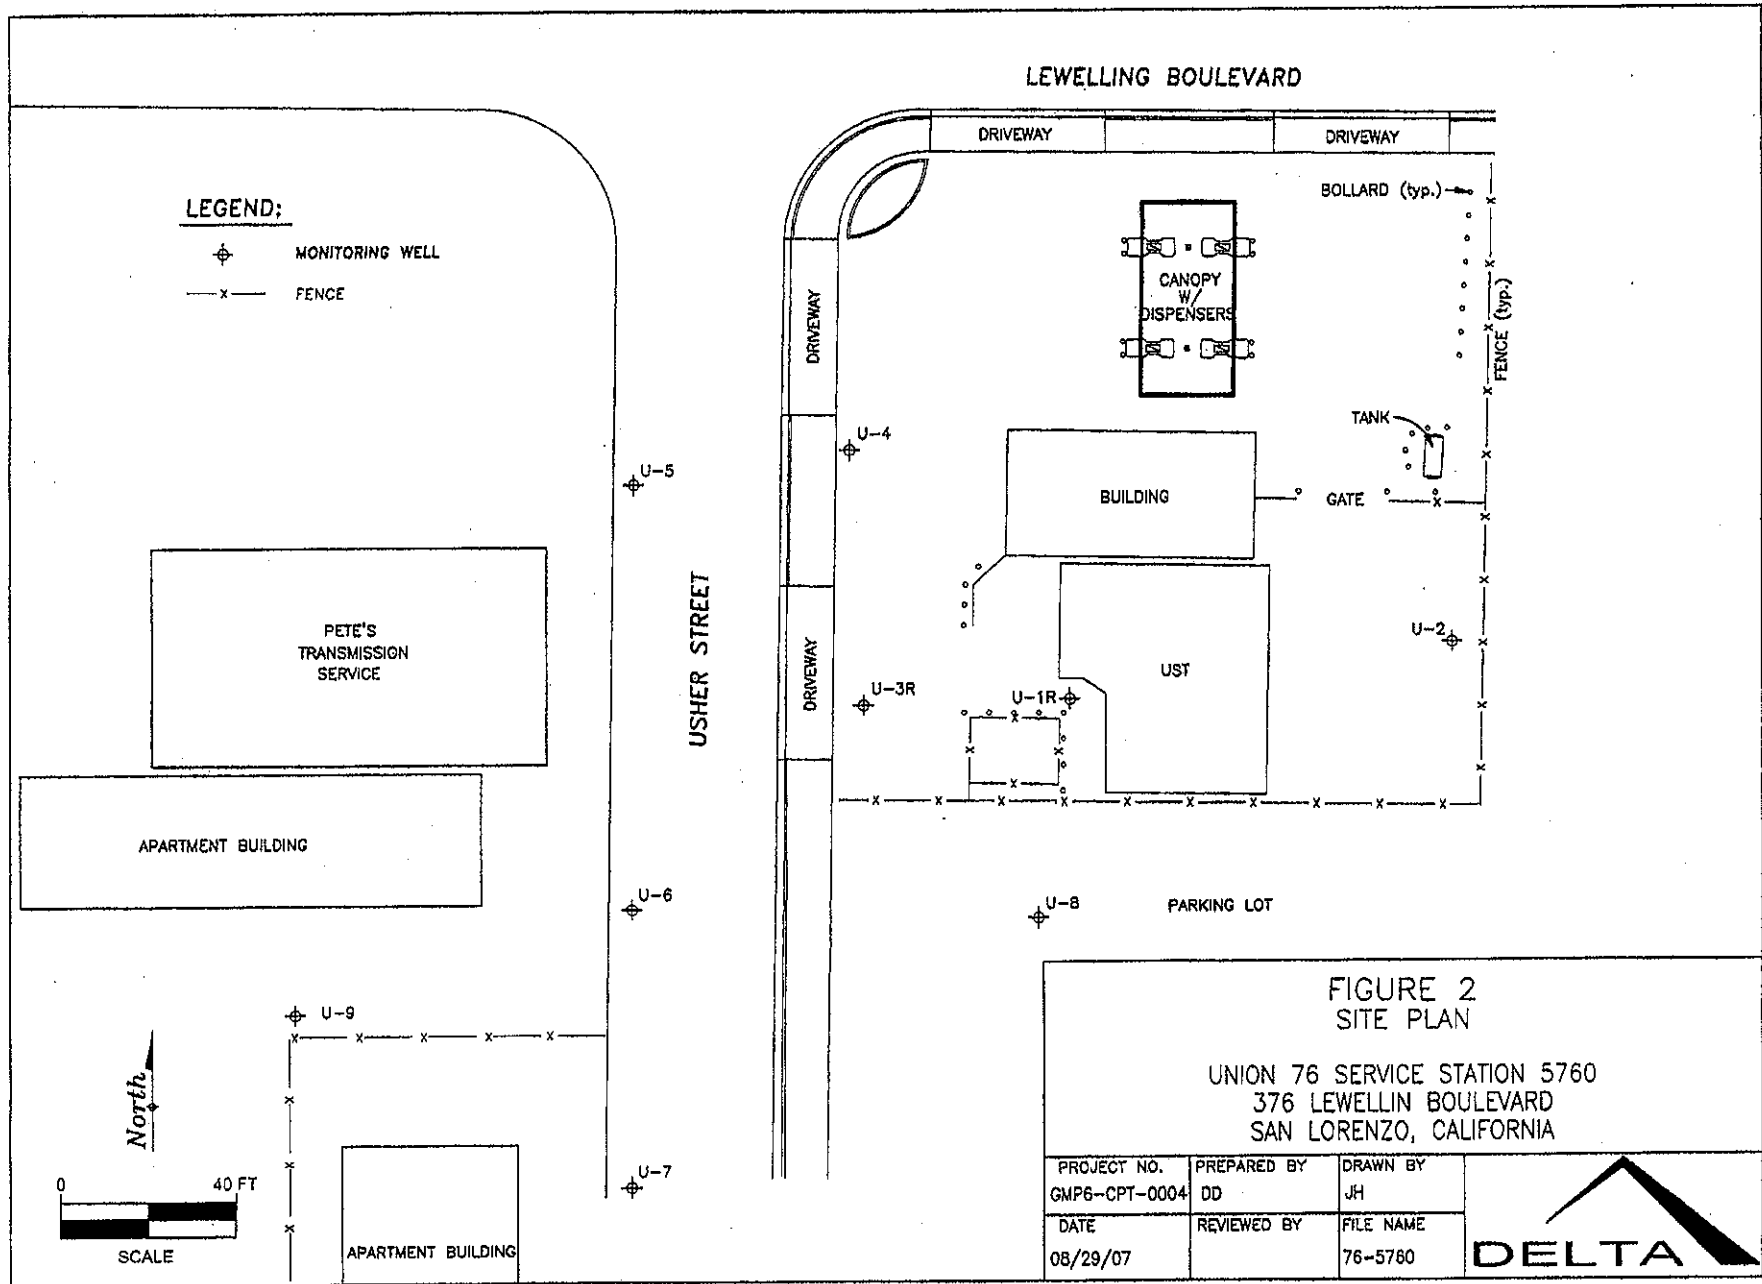 LEWELLING BOULEVARD
DRIVEWAY
DRIVEWAY
BOLLARD (typ.)
LEGEND:
MONITORING WELL
x FENCE
CANOPY
W/
DISPENSERS
DRIVEWAY
FENCE (typ.)
TANK
U-4
U-5
BUILDING
GATE
USHER STREET
PETE'S
TRANSMISSION
SERVICE
DRIVEWAY
U-2
UST
U-3R
U-1R
APARTMENT BUILDING
U-6
U-8
PARKING LOT
U-9
North
U-7
0 40 FT
SCALE
APARTMENT BUILDING
FIGURE 2
SITE PLAN
UNION 76 SERVICE STATION 5760
376 LEWELLIN BOULEVARD
SAN LORENZO, CALIFORNIA
PROJECT NO.
GMP6-CPT-0004
PREPARED BY
DD
DRAWN BY
JH
DATE
08/29/07
REVIEWED BY
FILE NAME
76-5760
DELTA